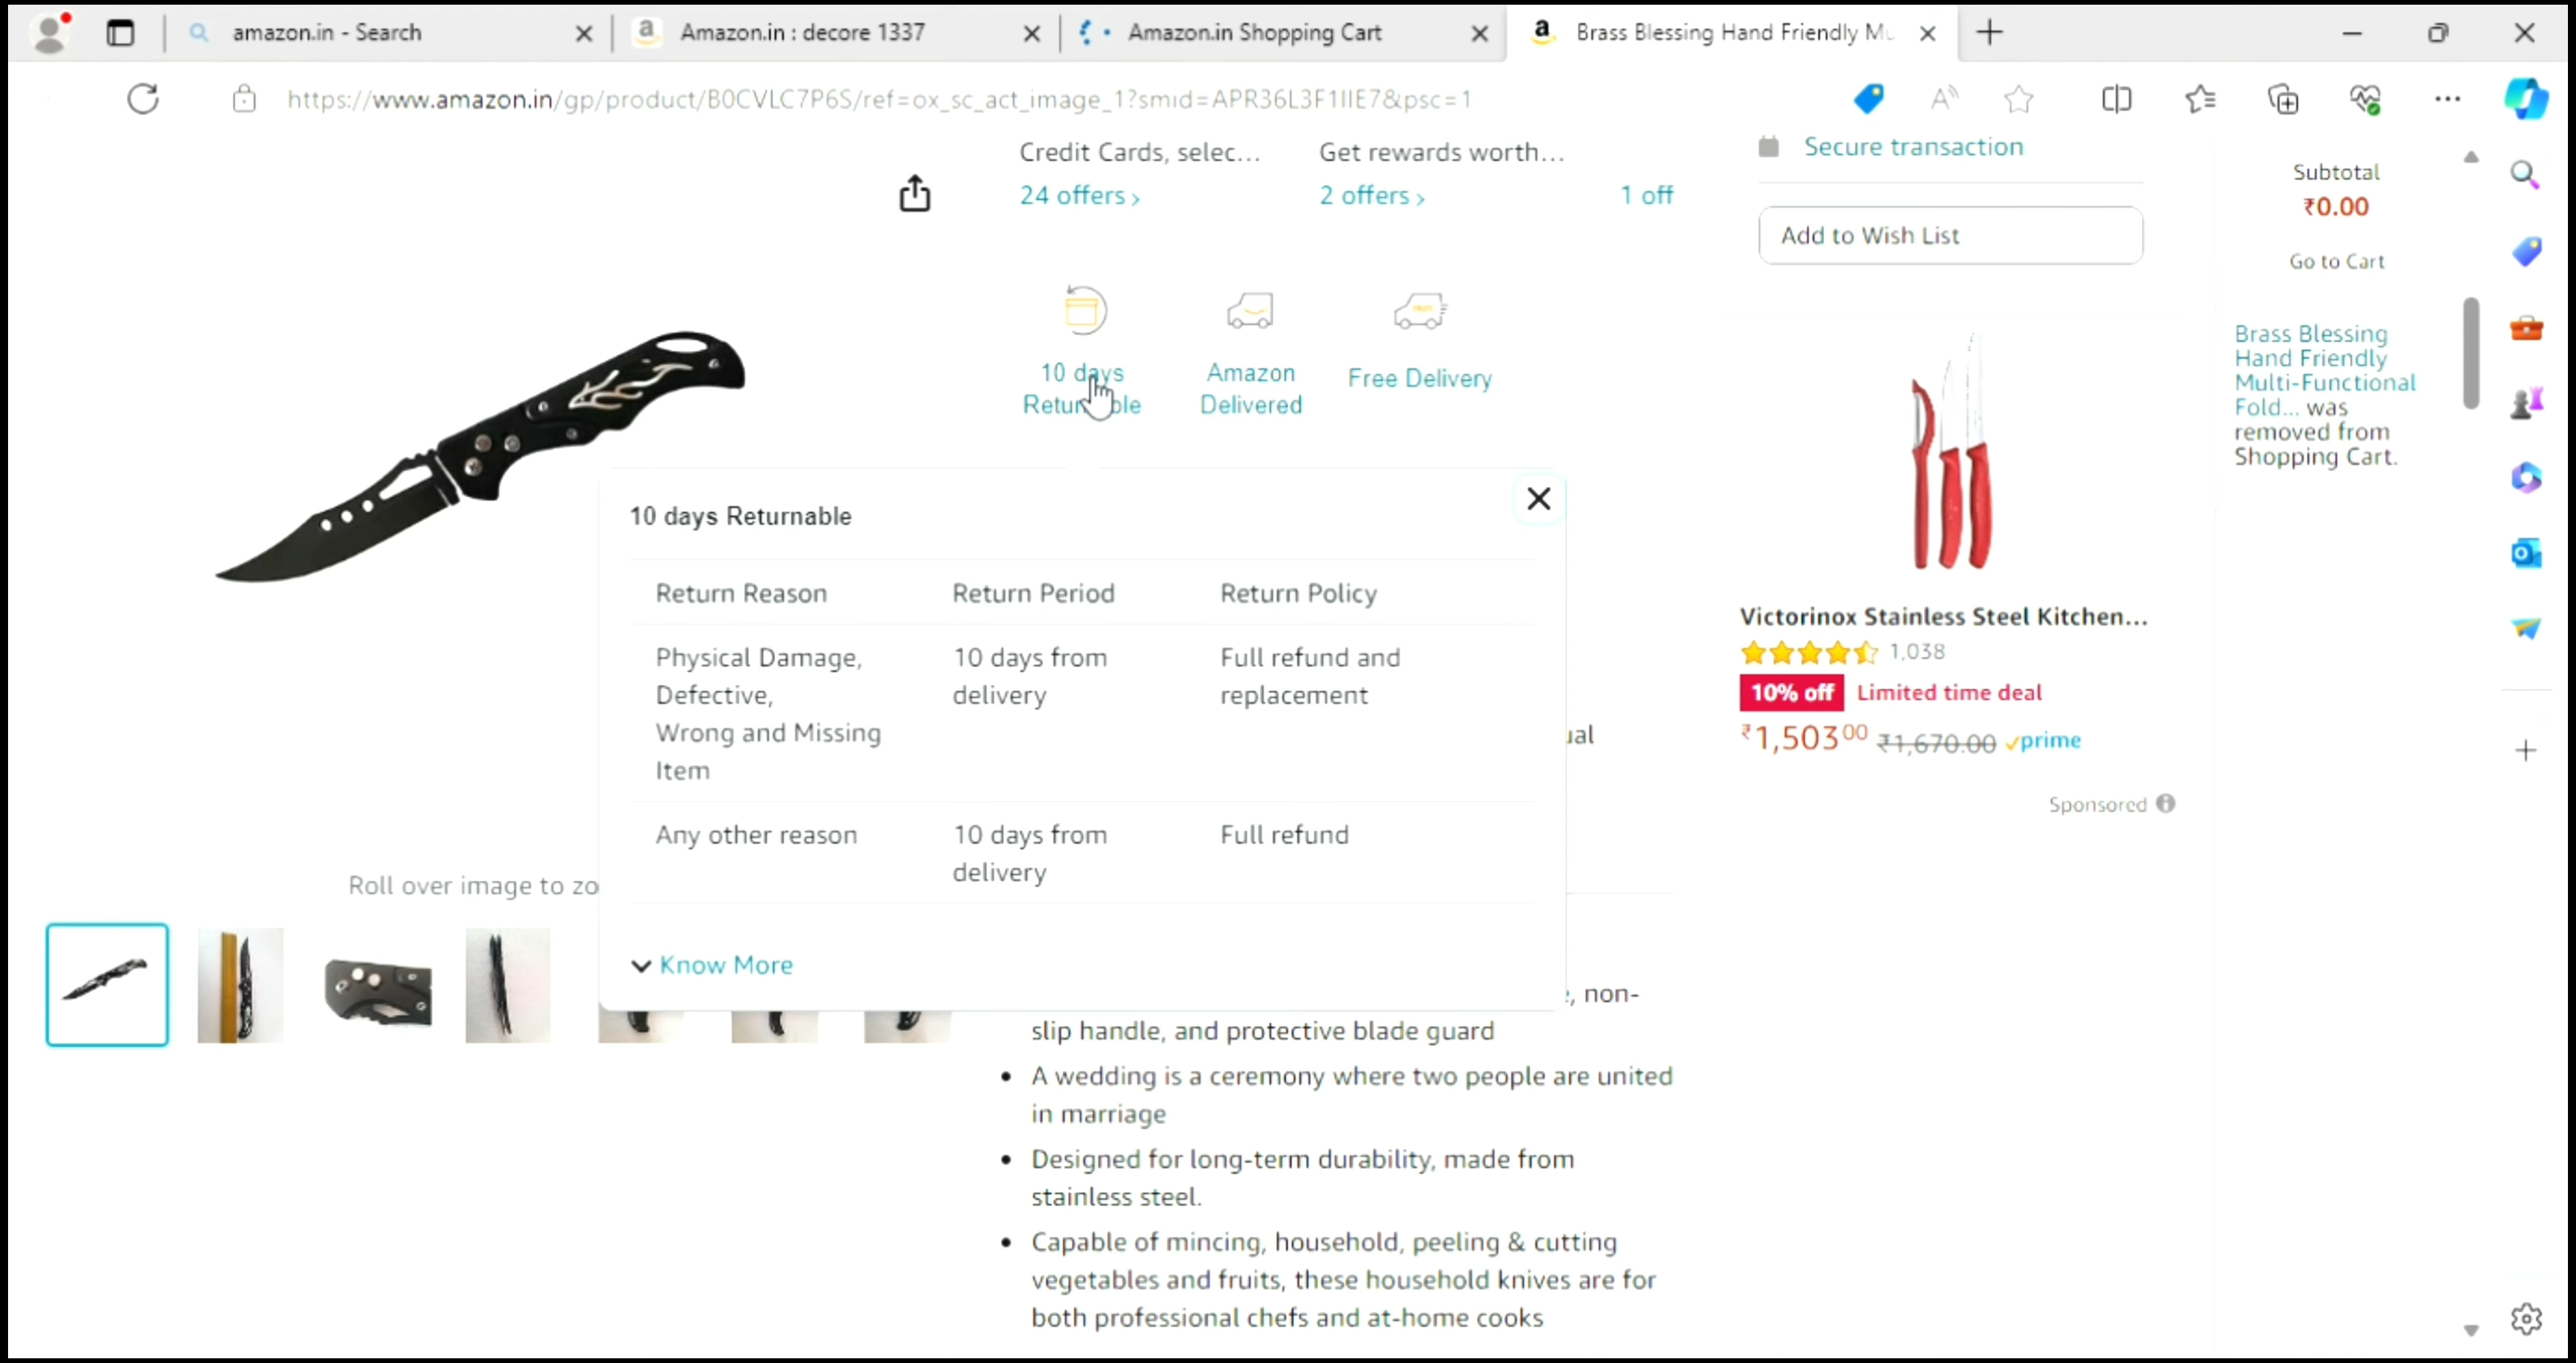 amazon.in - Search
Amazon.in : decore 1337
Amazon.in Shopping Cart
Brass Blessing Hand Friendly Mu
https://www.amazon.in/gp/product/B0CVLC7P6S/ref=ox_sc_act_image_1?smid=APR36L3F1IIE7&psc=1
Credit Cards, selec...
24 offers ›
Get rewards worth...
2 offers ›
1 off
10 days
Returnable
Amazon
Delivered
Free Delivery
10 days Returnable
Return Reason Return Period Return Policy
Physical Damage,
Defective,
Wrong and Missing
Item
10 days from
delivery
Full refund and
replacement
Any other reason
10 days from
delivery
Full refund
Know More
Roll over image to zo
ual
, non-
slip handle, and protective blade guard
• A wedding is a ceremony where two people are united
in marriage
• Designed for long-term durability, made from
stainless steel.
• Capable of mincing, household, peeling & cutting
vegetables and fruits, these household knives are for
both professional chefs and at-home cooks
Secure transaction
Add to Wish List
Victorinox Stainless Steel Kitchen...
1,038
10% off Limited time deal
₹1,503.00 ₹1,670.00 prime
Sponsored
Subtotal
₹0.00
Go to Cart
Brass Blessing
Hand Friendly
Multi-Functional
Fold... was
removed from
Shopping Cart.